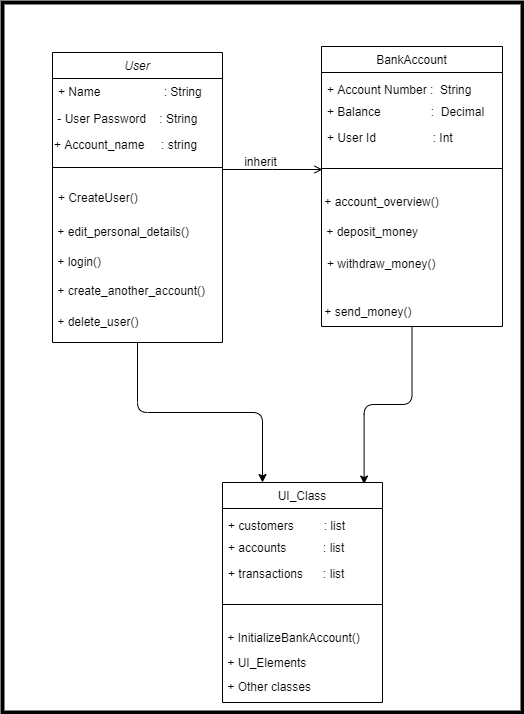 User
+ Name : String
- User Password : String
+ Account_name : string
+ CreateUser()
+ edit_personal_details()
+ login()
+ create_another_account()
+ delete_user()
inherit
BankAccount
+ Account Number : String
+ Balance : Decimal
+ User Id : Int
+ account_overview()
+ deposit_money
+ withdraw_money()
+ send_money()
UI_Class
+ customers : list
+ accounts : list
+ transactions : list
+ InitializeBankAccount()
+ UI_Elements
+ Other classes